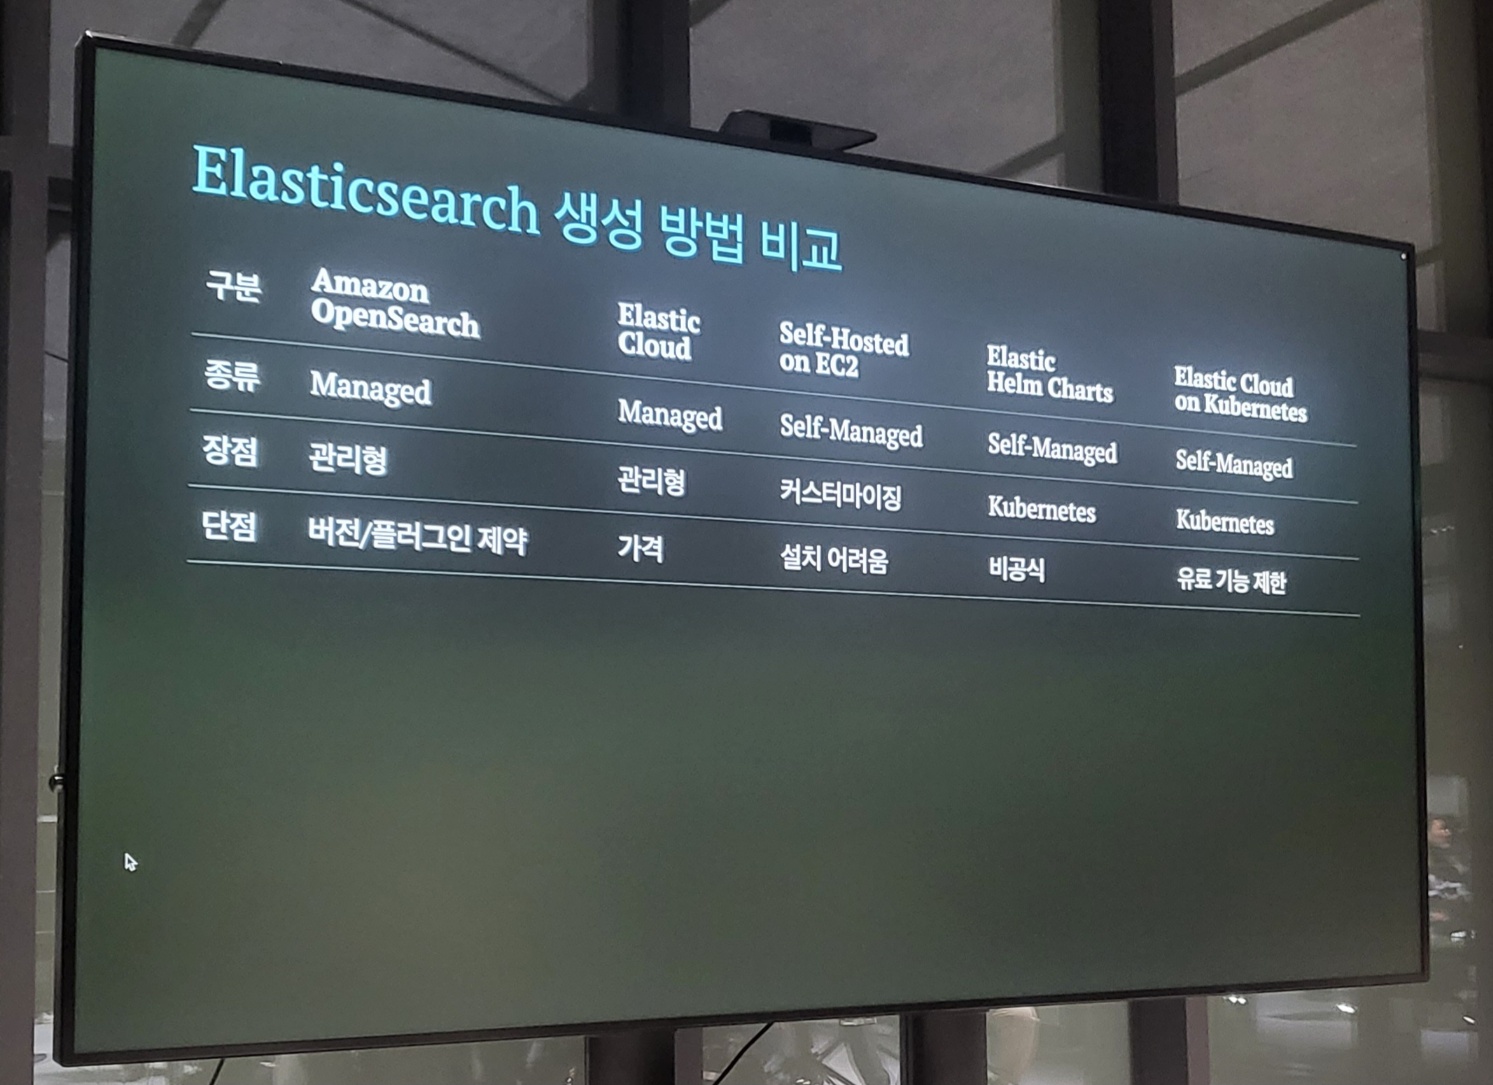 Elasticsearch 생성 방법 비교
구분 Amazon OpenSearch Elastic Cloud Self-Hosted on EC2 Elastic Helm Charts Elastic Cloud on Kubernetes
종류 Managed Managed Self-Managed Self-Managed Self-Managed
장점 관리형 관리형 커스터마이징 Kubernetes Kubernetes
단점 버전/플러그인 제약 가격 설치 어려움 비공식 유료 기능 제한